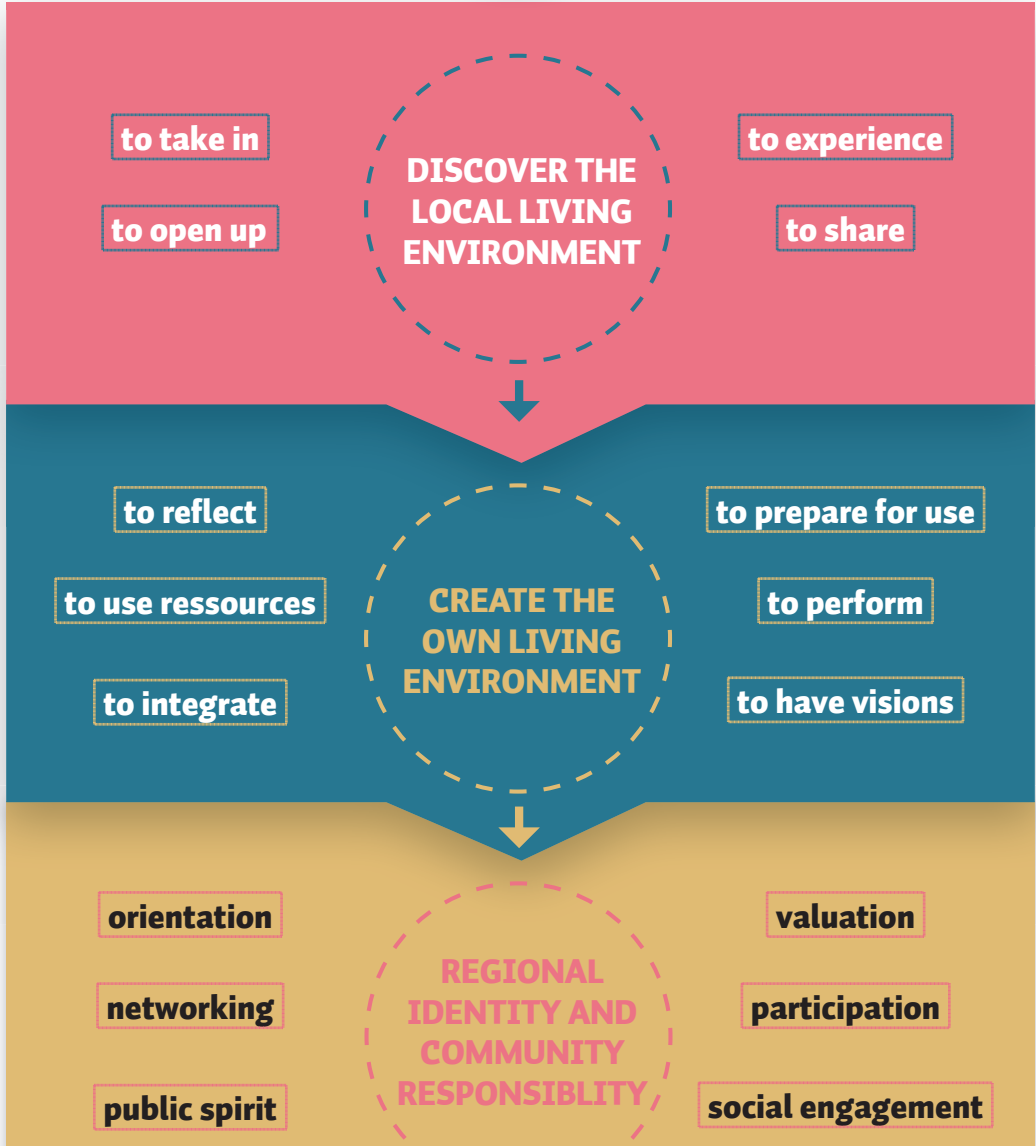 to take in
to open up
DISCOVER THE
LOCAL LIVING
ENVIRONMENT
to experience
to share
to reflect
to use ressources
to integrate
CREATE THE
OWN LIVING
ENVIRONMENT
to prepare for use
to perform
to have visions
orientation
networking
public spirit
REGIONAL
IDENTITY AND
COMMUNITY
RESPONSIBLITY
valuation
participation
social engagement